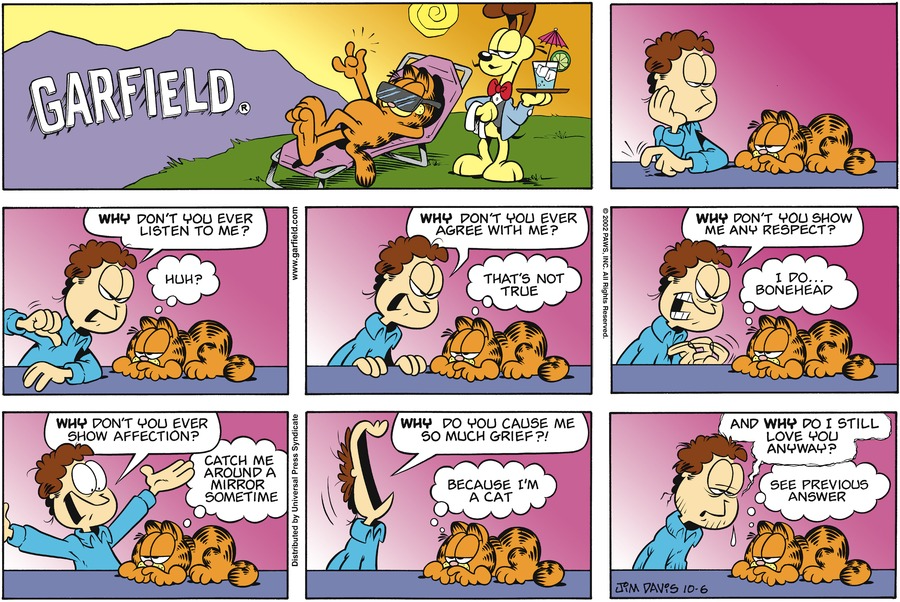 GARFIELD®
WHY DON'T YOU EVER
LISTEN TO ME?
HUH?
www.garfield.com
WHY DON'T YOU EVER
AGREE WITH ME?
THAT'S NOT
TRUE
© 2002 PAWS, INC. All Rights Reserved.
WHY DON'T YOU SHOW
ME ANY RESPECT?
I DO...
BONEHEAD
WHY DON'T YOU EVER
SHOW AFFECTION?
CATCH ME
AROUND A
MIRROR
SOMETIME
Distributed by Universal Press Syndicate
WHY DO YOU CAUSE ME
SO MUCH GRIEF?!
BECAUSE I'M
A CAT
AND WHY DO I STILL
LOVE YOU
ANYWAY?
SEE PREVIOUS
ANSWER
JIM DAVIS 10-6